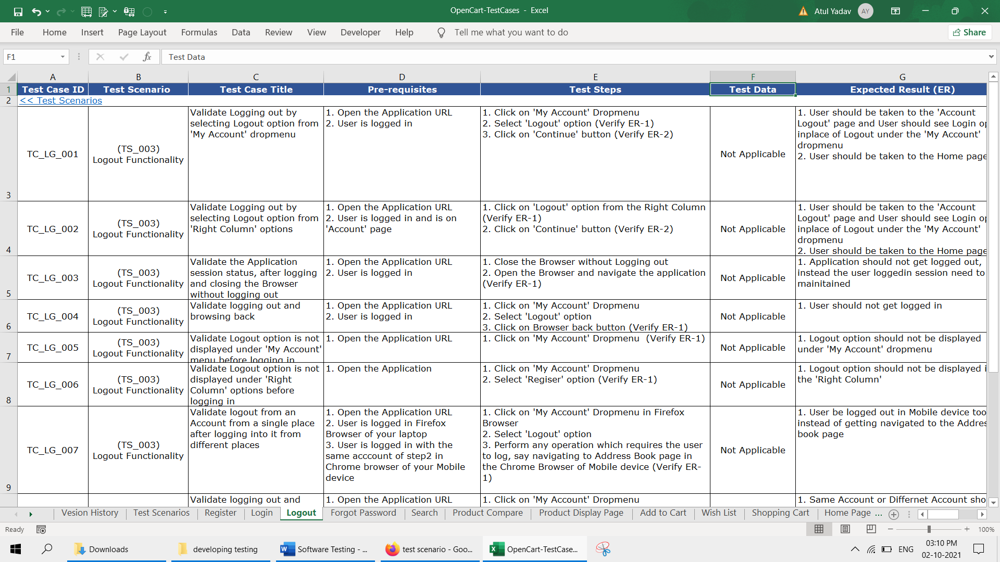 OpenCart-TestCases - Excel
Atul Yadav AY
File Home Insert Page Layout Formulas Data Review View Developer Help Tell me what you want to do Share
F1 fx Test Data
A B C D E F G
1 Test Case ID Test Scenario Test Case Title Pre-requisites Test Steps Test Data Expected Result (ER)
2 << Test Scenarios
3
TC_LG_001
(TS_003)
Logout Functionality
Validate Logging out by
selecting Logout option from
'My Account' dropmenu
1. Open the Application URL
2. User is logged in
1. Click on 'My Account' Dropmenu
2. Select 'Logout' option (Verify ER-1)
3. Click on 'Continue' button (Verify ER-2)
Not Applicable
1. User should be taken to the 'Account
Logout' page and User should see Login op
inplace of Logout under the 'My Account'
dropmenu
2. User should be taken to the Home page
4
TC_LG_002
(TS_003)
Logout Functionality
Validate Logging out by
selecting Logout option from
'Right Column' options
1. Open the Application URL
2. User is logged in and is on
'Account' page
1. Click on 'Logout' option from the Right Column
(Verify ER-1)
2. Click on 'Continue' button (Verify ER-2)
Not Applicable
1. User should be taken to the 'Account
Logout' page and User should see Login op
inplace of Logout under the 'My Account'
dropmenu
2. User should be taken to the Home page
5
TC_LG_003
(TS_003)
Logout Functionality
Validate the Application
session status, after logging
and closing the Browser
without logging out
1. Open the Application URL
2. User is logged in
1. Close the Browser without Logging out
2. Open the Browser and navigate the application
(Verify ER-1)
Not Applicable
1. Application should not get logged out,
instead the user loggedin session need to
mainitained
6
TC_LG_004
(TS_003)
Logout Functionality
Validate logging out and
browsing back
1. Open the Application URL
2. User is logged in
1. Click on 'My Account' Dropmenu
2. Select 'Logout' option
3. Click on Browser back button (Verify ER-1)
Not Applicable
1. User should not get logged in
7
TC_LG_005
(TS_003)
Logout Functionality
Validate Logout option is not
displayed under 'My Account'
menu before logging in
1. Open the Application URL
1. Click on 'My Account' Dropmenu  (Verify ER-1)
Not Applicable
1. Logout option should not be displayed
under 'My Account' dropmenu
8
TC_LG_006
(TS_003)
Logout Functionality
Validate Logout option is not
displayed under 'Right
Column' options before
logging in
1. Open the Application
1. Click on 'My Account' Dropmenu
2. Select 'Regiser' option (Verify ER-1)
Not Applicable
1. Logout option should not be displayed i
the 'Right Column'
9
TC_LG_007
(TS_003)
Logout Functionality
Validate logout from an
Account from a single place
after logging into it from
different places
1. Open the Application URL
2. User is logged in Firefox
Browser of your laptop
3. User is logged in with the
same acccount of step2 in
Chrome browser of your Mobile
device
1. Click on 'My Account' Dropmenu in Firefox
Browser
2. Select 'Logout' option
3. Perform any operation which requires the user
to log, say navigating to Address Book page in
the Chrome Browser of Mobile device (Verify ER-
1)
Not Applicable
1. User be logged out in Mobile device too
instead of getting navigated to the Addres
book page
Validate logging out and
1. Open the Application URL
1. Click on 'My Account' Dropmenu
1. Same Account or Differnet Account sho
Vesion History Test Scenarios Register Login Logout Forgot Password Search Product Compare Product Display Page Add to Cart Wish List Shopping Cart Home Page ...
Ready 100%
Downloads developing testing Software Testing - ... test scenario - Goo... OpenCart-TestCase... ENG
03:10 PM
02-10-2021